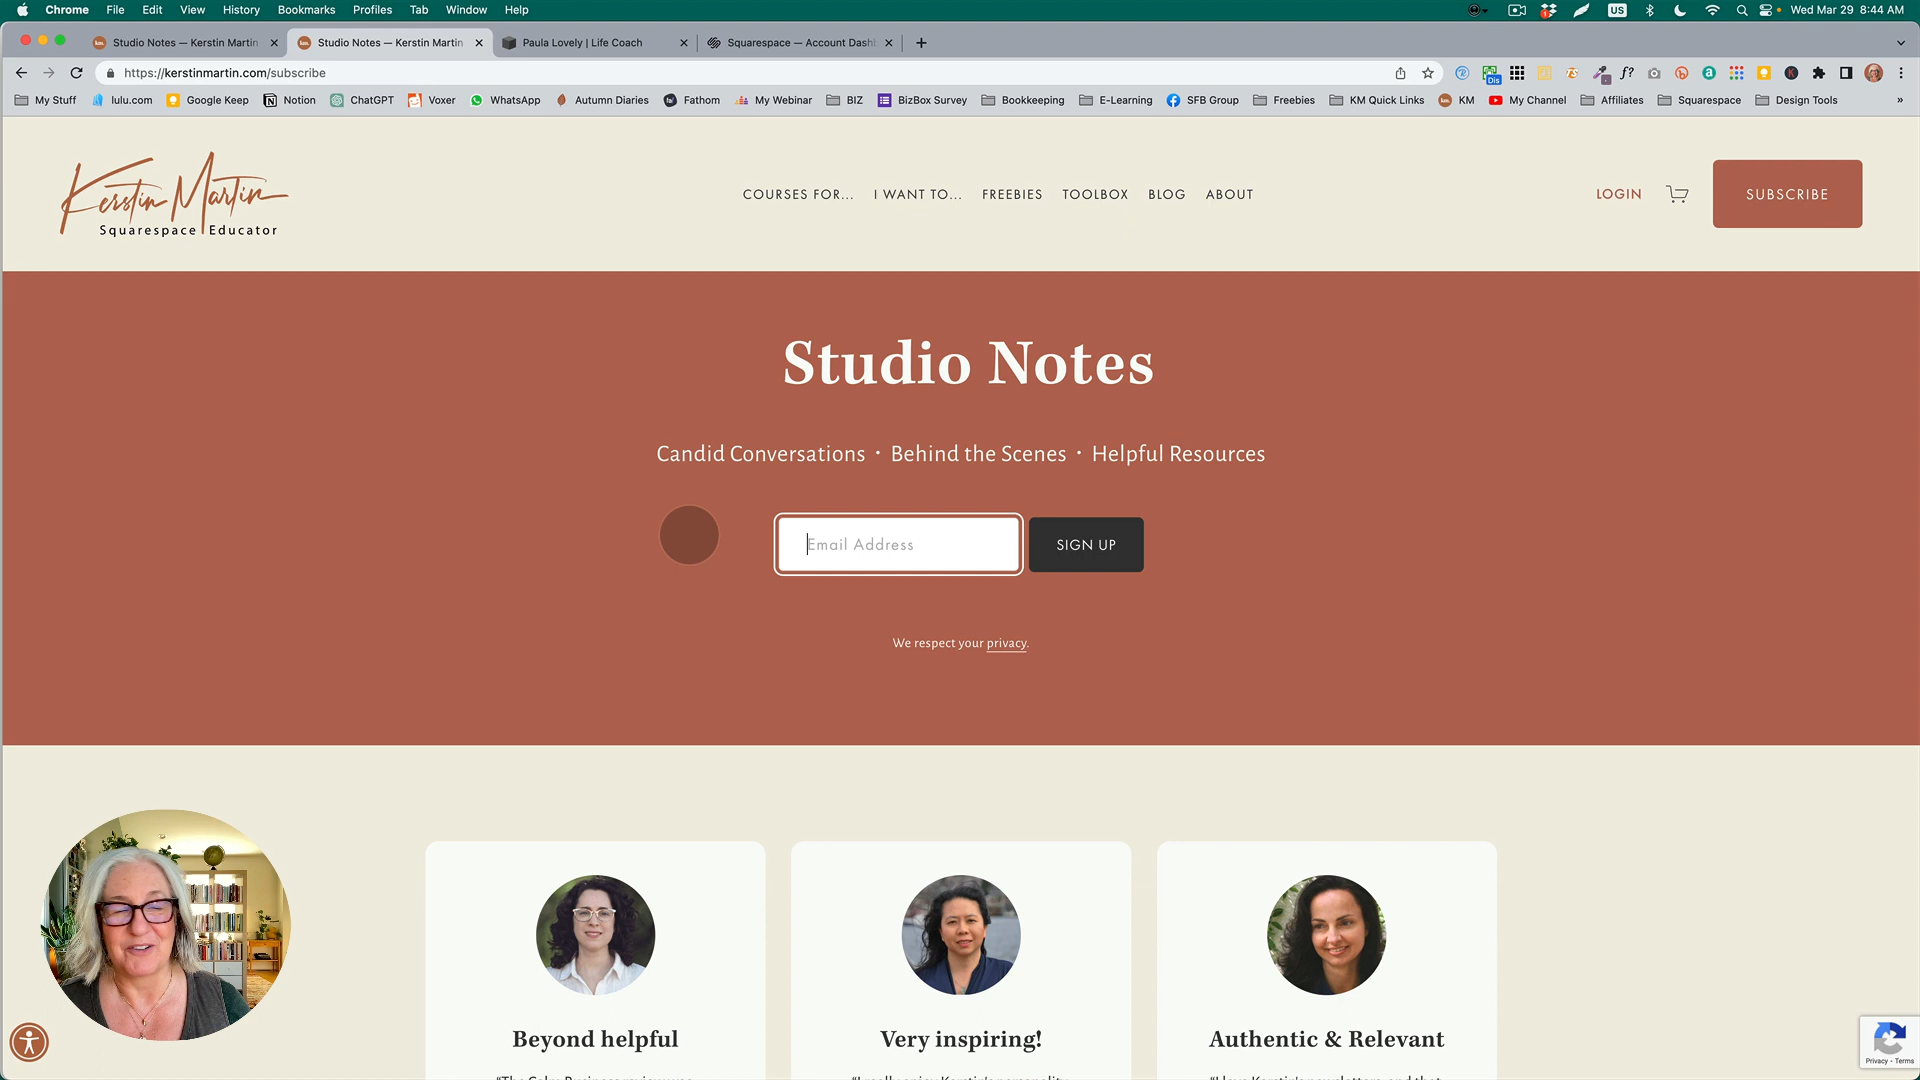 Chrome File Edit View History Bookmarks Profiles Tab Window Help
US Wed Mar 29 8:44 AM
Studio Notes — Kerstin Martin
Studio Notes — Kerstin Martin
Paula Lovely | Life Coach
Squarespace — Account Dash
https://kerstinmartin.com/subscribe
Dis
f?
My Stuff lulu.com Google Keep Notion ChatGPT Voxer WhatsApp Autumn Diaries Fathom My Webinar BIZ BizBox Survey Bookkeeping E-Learning SFB Group Freebies KM Quick Links KM My Channel Affiliates Squarespace Design Tools »
Kerstin Martin
Squarespace Educator
COURSES FOR... I WANT TO... FREEBIES TOOLBOX BLOG ABOUT
LOGIN
SUBSCRIBE
Studio Notes
Candid Conversations · Behind the Scenes · Helpful Resources
Email Address
SIGN UP
We respect your privacy.
Beyond helpful
Very inspiring!
Authentic & Relevant
Privacy - Terms